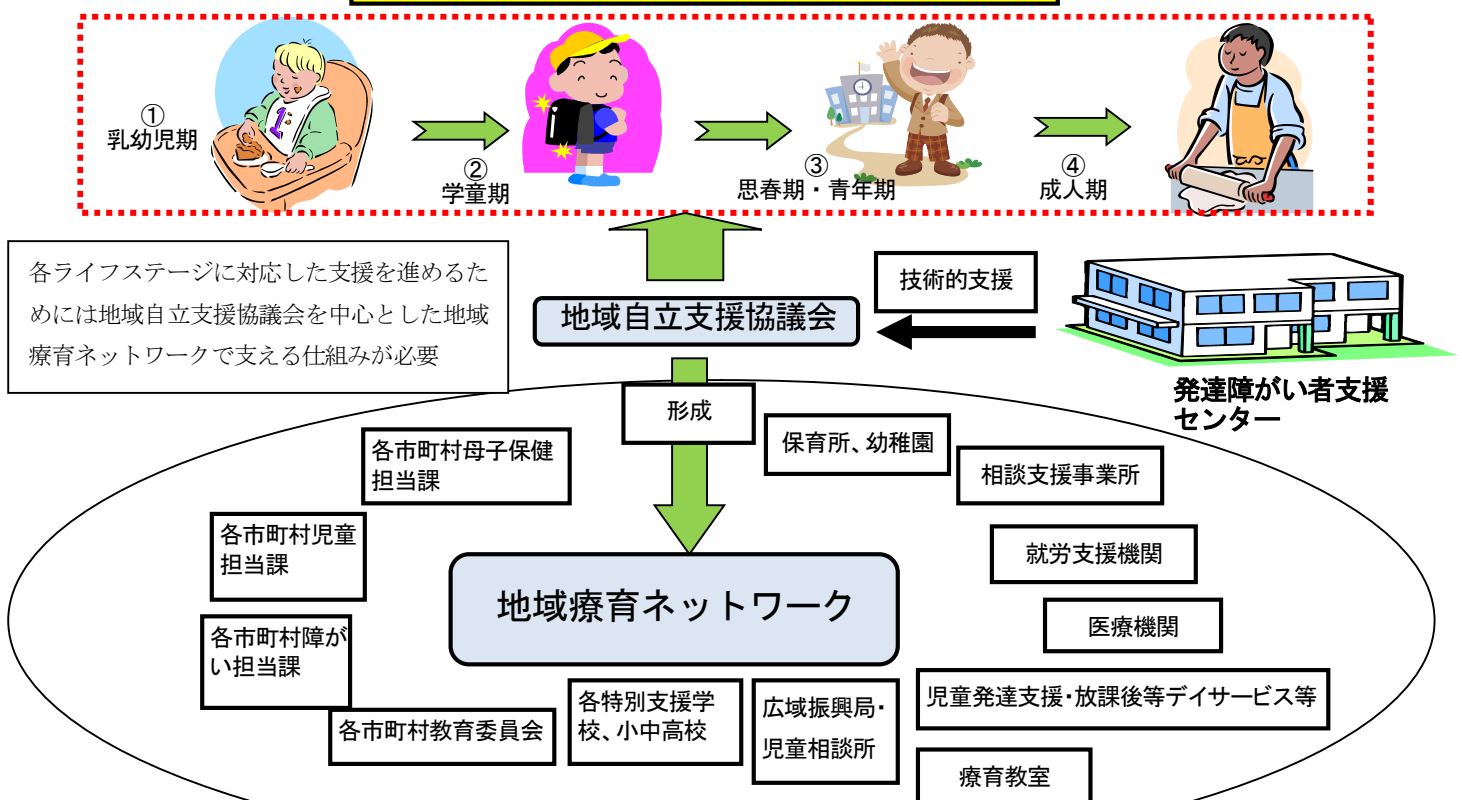 ①
乳幼児期
②
学童期
③
思春期・青年期
④
成人期
各ライフステージに対応した支援を進めるた
めには地域自立支援協議会を中心とした地域
療育ネットワークで支える仕組みが必要
地域自立支援協議会
技術的支援
発達障がい者支援
センター
形成
保育所、幼稚園
各市町村母子保健
担当課
相談支援事業所
各市町村児童
担当課
就労支援機関
地域療育ネットワーク
医療機関
各市町村障が
い担当課
児童発達支援・放課後等デイサービス等
各特別支援学
校、小中高校
広域振興局・
児童相談所
各市町村教育委員会
療育教室